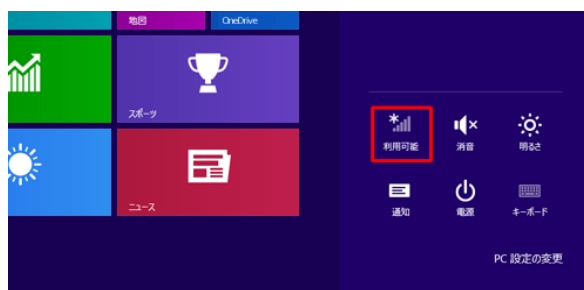 地図
OneDrive
スポーツ
ニュース
利用可能
消音
明るさ
通知
電源
キーボード
PC 設定の変更